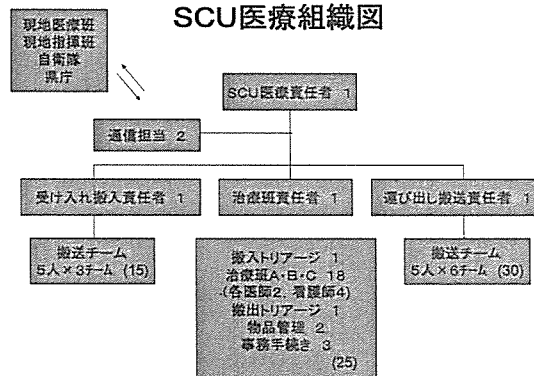 SCU医療組織図
現地医療班
現地指揮班
自衛隊
県庁
SCU医療責任者 1
通信担当 2
受け入れ搬入責任者 1
治療班責任者 1
運び出し搬送責任者 1
搬送チーム
5人×3チーム (15)
搬入トリアージ 1
治療班A・B・C 18
(各医師2、看護師4)
搬出トリアージ 1
物品管理 2
事務手続き 3
(25)
搬送チーム
5人×6チーム (30)